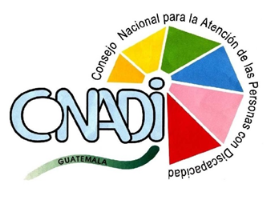 Consejo Nacional para la Atención de las Personas con Discapacidad
CNADI
GUATEMALA